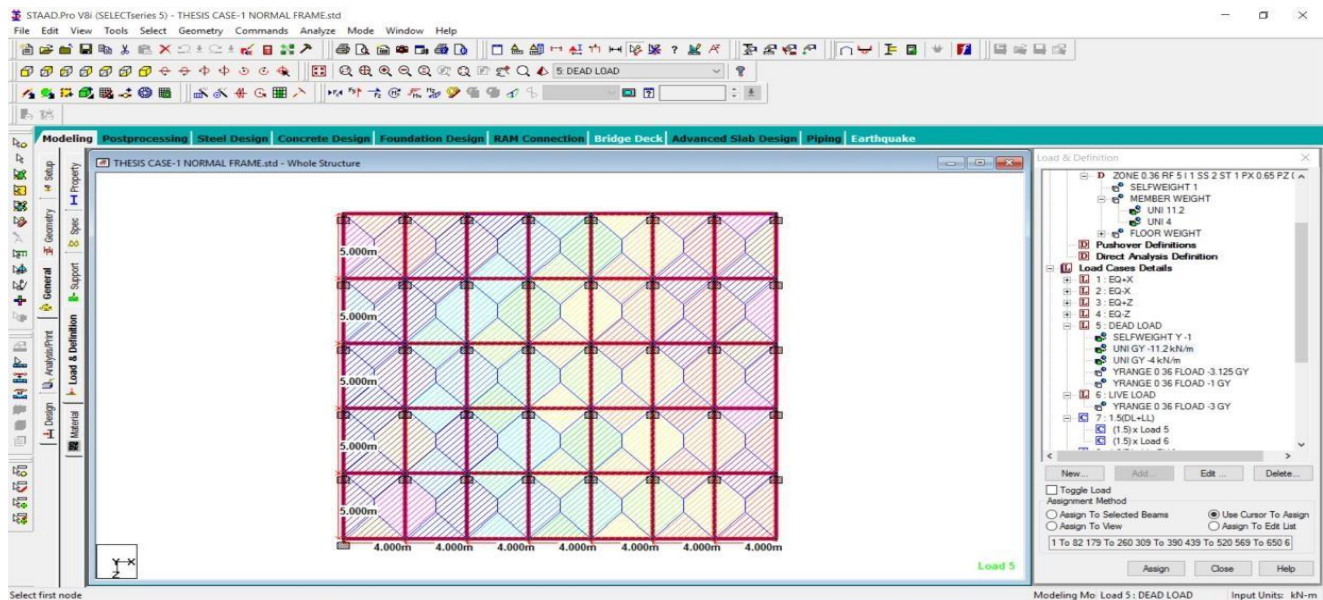 STAAD.Pro V8i (SELECTseries 5) - THESIS CASE-1 NORMAL FRAME.std
File Edit View Tools Select Geometry Commands Analyze Mode Window Help
5: DEAD LOAD
Modeling Postprocessing Steel Design Concrete Design Foundation Design RAM Connection Bridge Deck Advanced Slab Design Piping Earthquake
Setup
Geometry
General
Analysis/Print
Design
Property
Spec
Support
Load & Definition
Material
THESIS CASE-1 NORMAL FRAME.std - Whole Structure
5.000m
5.000m
5.000m
5.000m
5.000m
4.000m 4.000m 4.000m 4.000m 4.000m 4.000m 4.000m
Y X
Z
Load 5
Load & Definition
D ZONE 0.36 RF 5 I 1 SS 2 ST 1 PX 0.65 PZ (
SELFWEIGHT 1
MEMBER WEIGHT
UNI 11.2
UNI 4
FLOOR WEIGHT
D Pushover Definitions
D Direct Analysis Definition
L Load Cases Details
L 1 : EQ+X
L 2 : EQ-X
L 3 : EQ+Z
L 4 : EQ-Z
L 5 : DEAD LOAD
SELFWEIGHT Y -1
UNI GY -11.2 kN/m
UNI GY -4 kN/m
YRANGE 0 36 FLOAD -3.125 GY
YRANGE 0 36 FLOAD -1 GY
L 6 : LIVE LOAD
YRANGE 0 36 FLOAD -3 GY
C 7 : 1.5(DL+LL)
C (1.5) x Load 5
C (1.5) x Load 6
New... Add... Edit ... Delete...
Toggle Load
Assignment Method
Assign To Selected Beams Use Cursor To Assign
Assign To View Assign To Edit List
1 To 82 179 To 260 309 To 390 439 To 520 569 To 650 6
Assign Close Help
Select first node Modeling Mo Load 5 : DEAD LOAD Input Units: kN-m